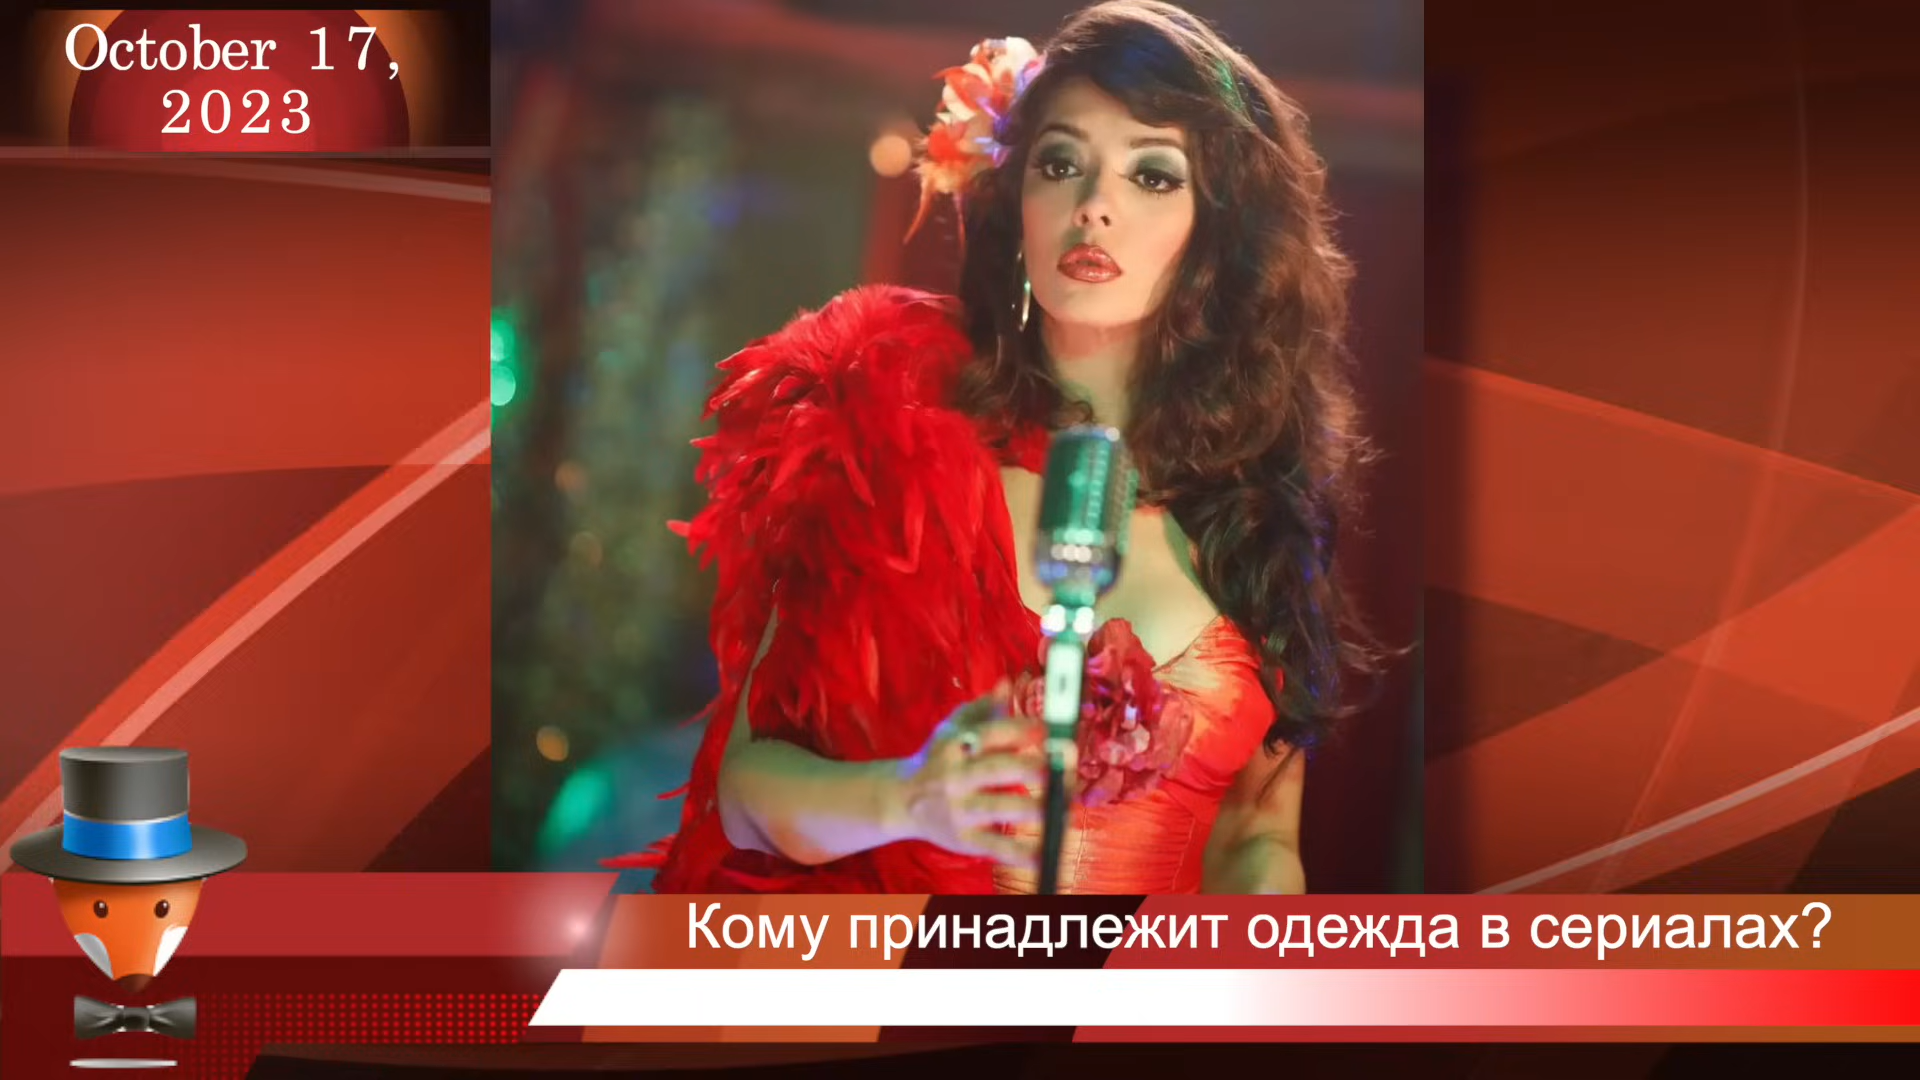 October 17,
2023
Кому принадлежит одежда в сериалах?